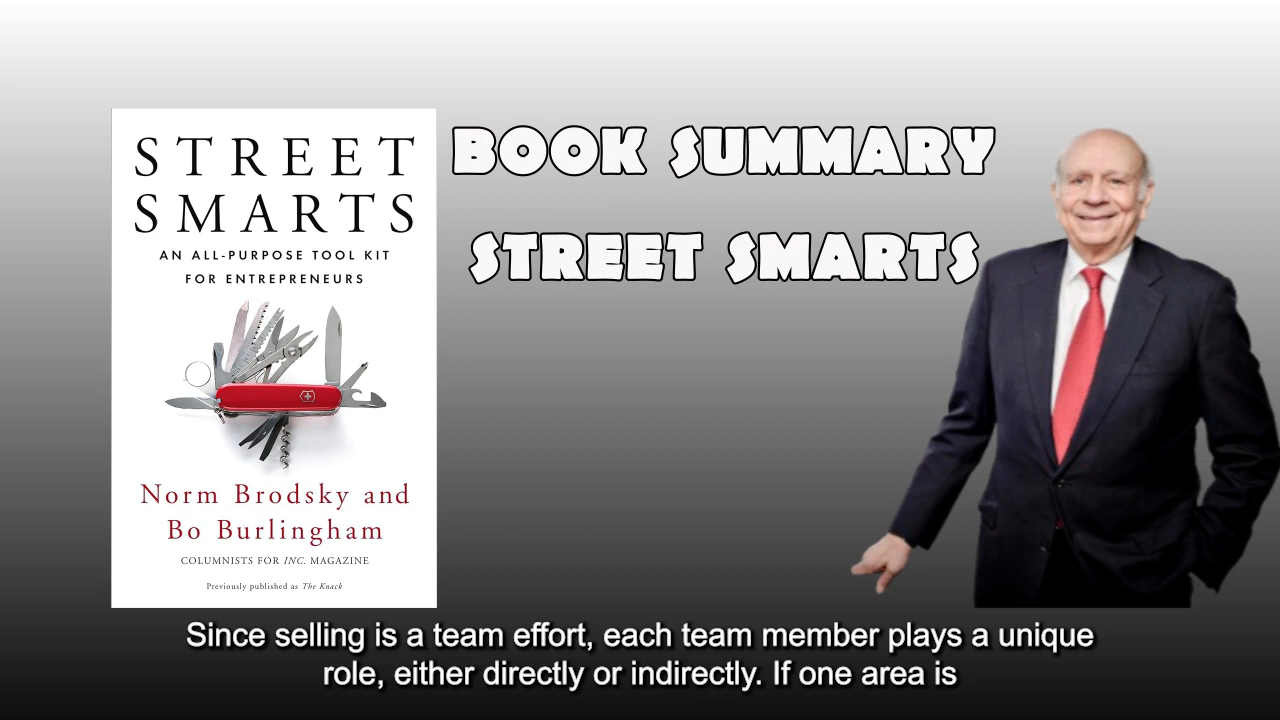 STREET
SMARTS
AN ALL-PURPOSE TOOL KIT
FOR ENTREPRENEURS
Norm Brodsky and
Bo Burlingham
COLUMNISTS FOR INC. MAGAZINE
Previously published as The Knack
BOOK SUMMARY
STREET SMARTS
Since selling is a team effort, each team member plays a unique
role, either directly or indirectly. If one area is